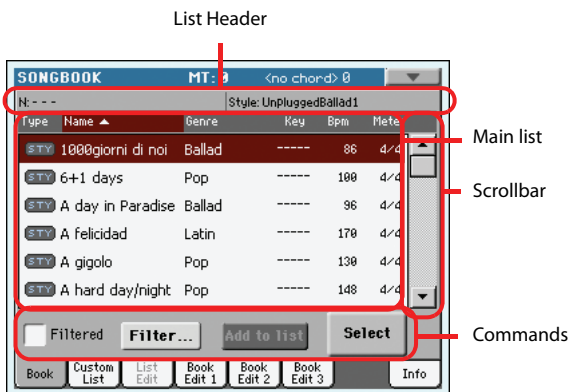 List Header
SONGBOOK MT: 0 <no chord> 0
N: - - - Style: UnpluggedBallad1
Type Name Genre Key Bpm Mete
STY 1000giorni di noi Ballad ----- 86 4/4
Main list
STY 6+1 days Pop ----- 100 4/4
Scrollbar
STY A day in Paradise Ballad ----- 96 4/4
STY A felicidad Latin ----- 170 4/4
STY A gigolo Pop ----- 130 4/4
STY A hard day/night Pop ----- 148 4/4
Filtered Filter... Add to list Select
Commands
Book Custom List List Edit Book Edit 1 Book Edit 2 Book Edit 3 Info